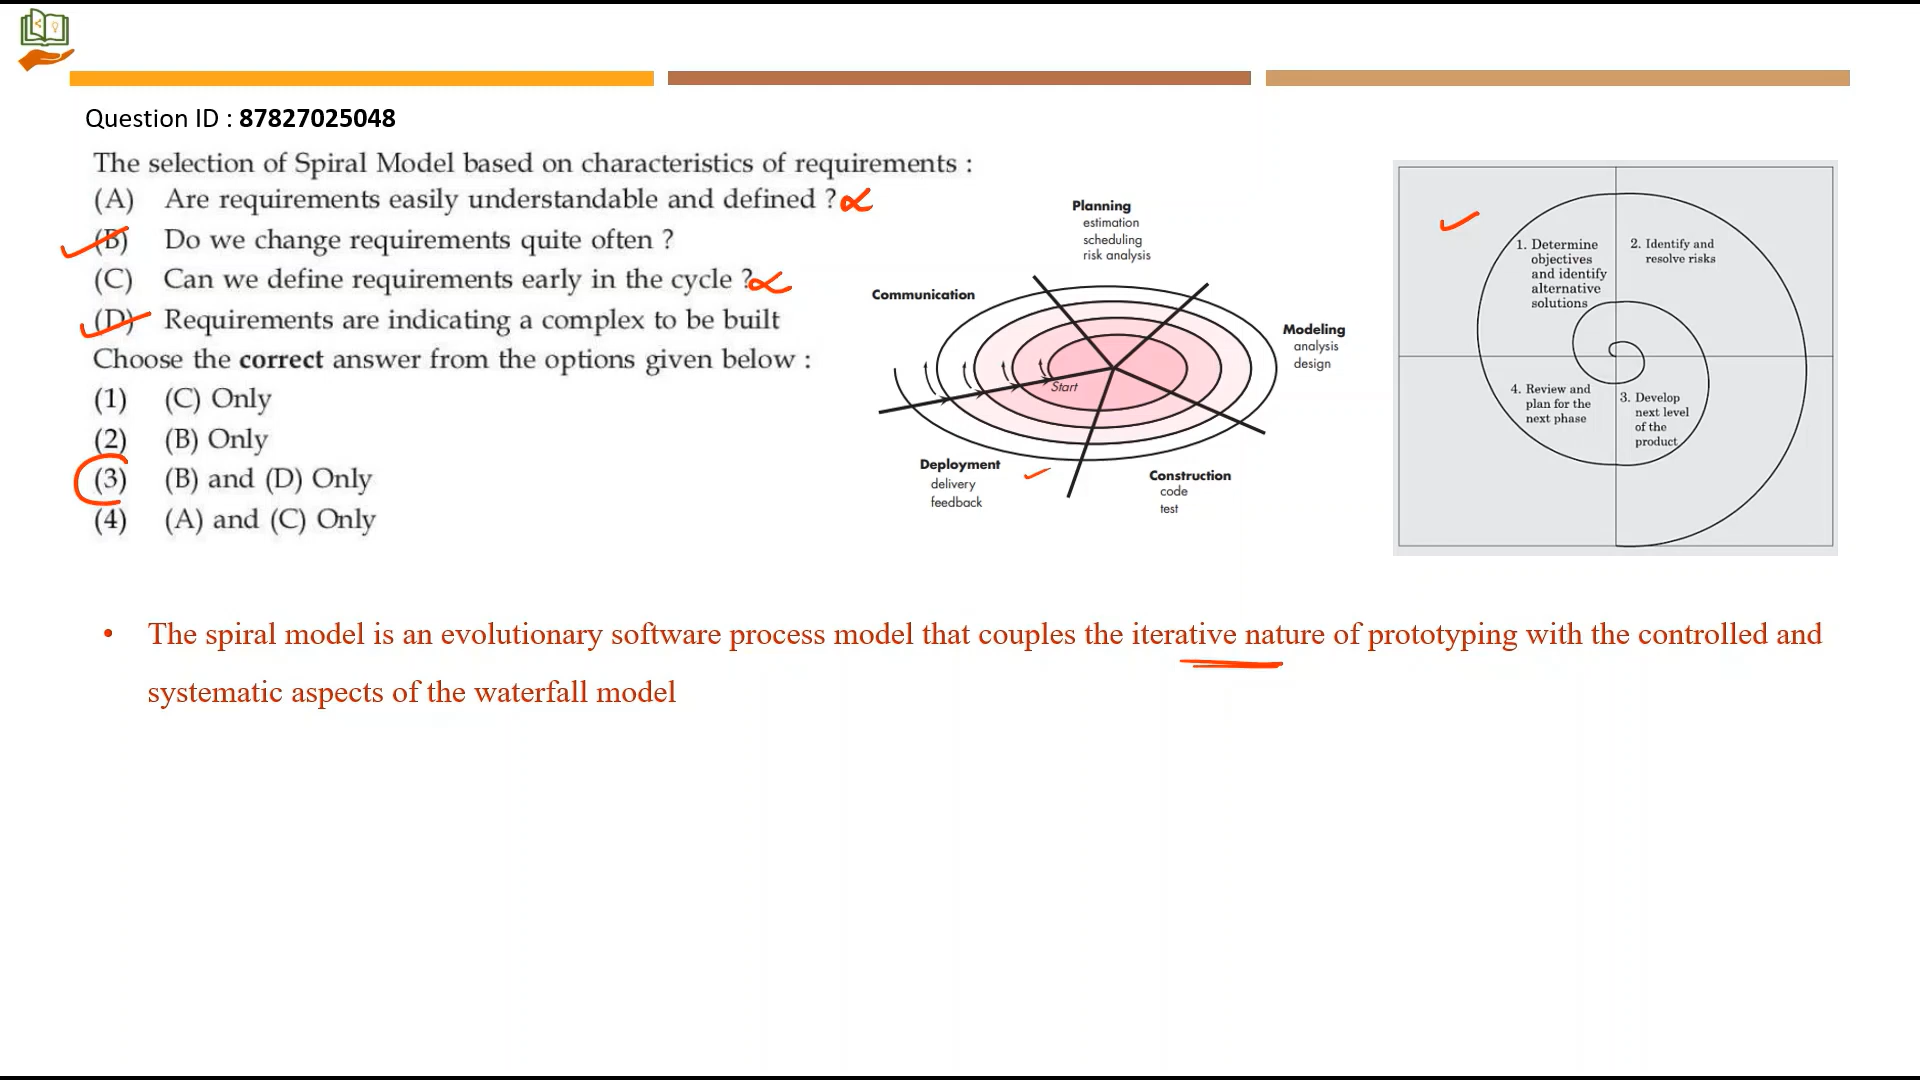 Question ID : 87827025048
The selection of Spiral Model based on characteristics of requirements :
(A) Are requirements easily understandable and defined ?
(B) Do we change requirements quite often ?
(C) Can we define requirements early in the cycle ?
(D) Requirements are indicating a complex to be built
Choose the correct answer from the options given below :
(1) (C) Only
(2) (B) Only
(3) (B) and (D) Only
(4) (A) and (C) Only
Planning
estimation
scheduling
risk analysis
Communication
Modeling
analysis
design
Start
Deployment
delivery
feedback
Construction
code
test
1. Determine
objectives
and identify
alternative
solutions
2. Identify and
resolve risks
4. Review and
plan for the
next phase
3. Develop
next level
of the
product
• The spiral model is an evolutionary software process model that couples the iterative nature of prototyping with the controlled and
systematic aspects of the waterfall model